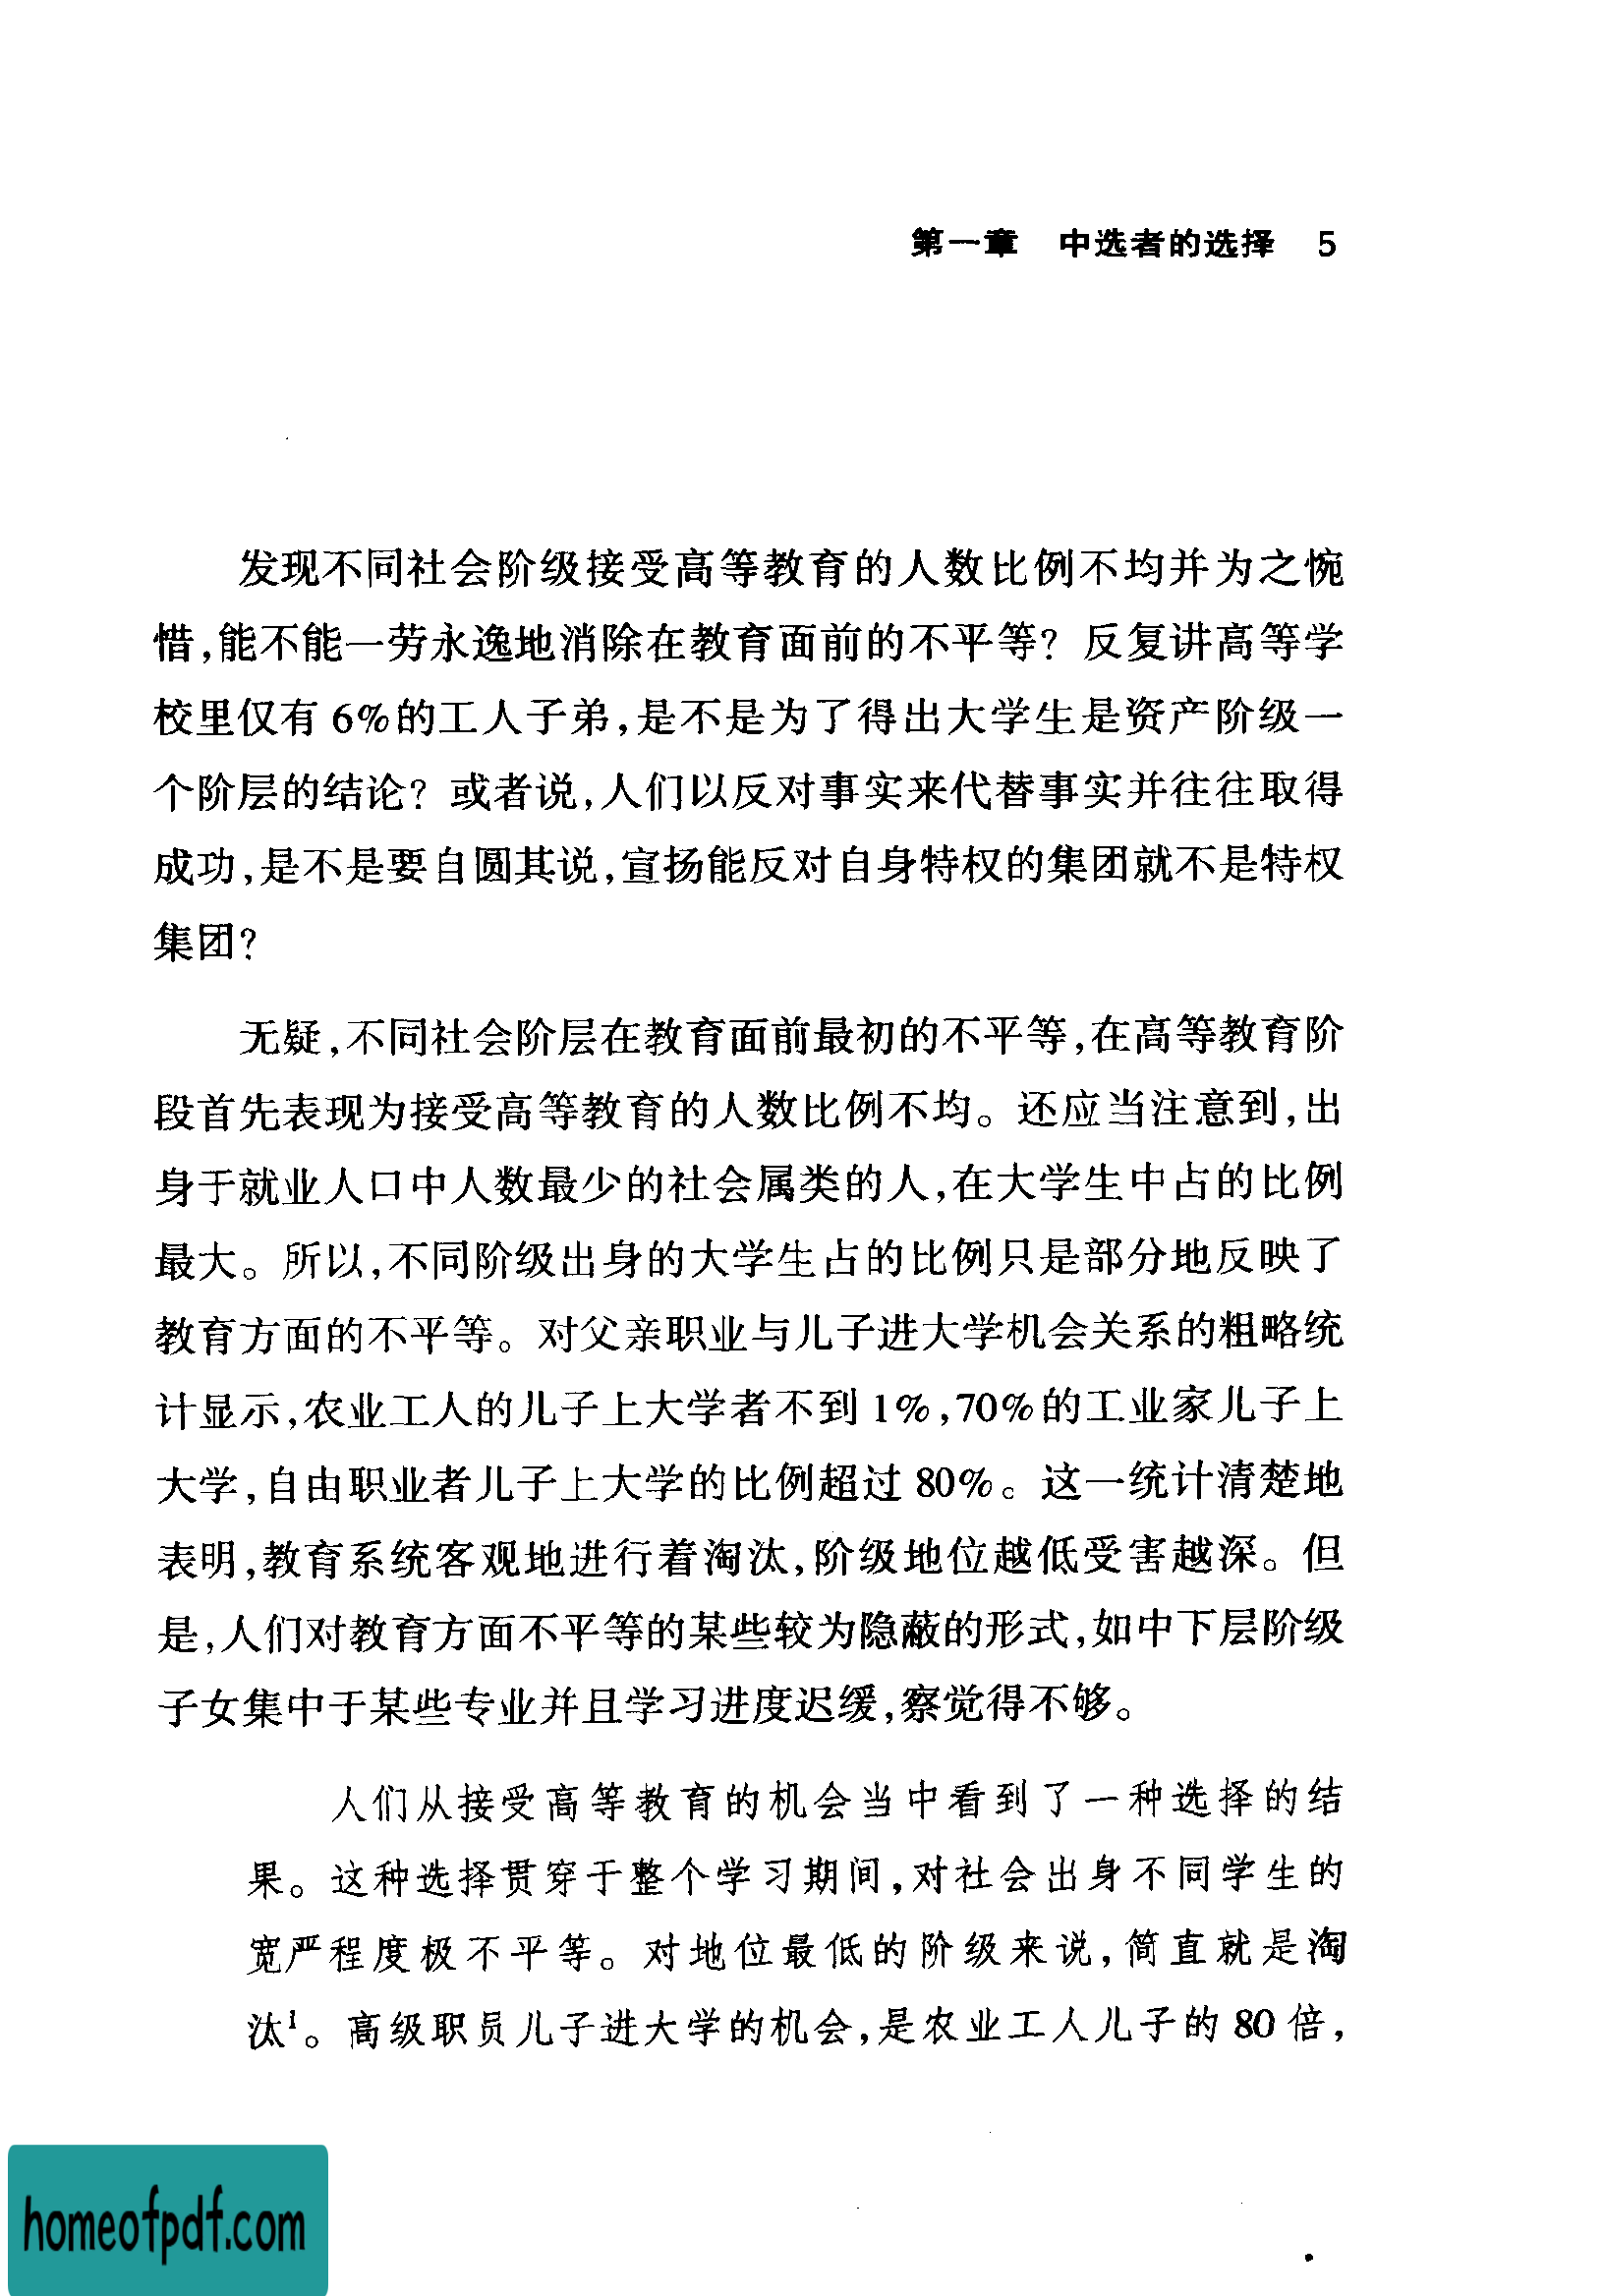 第一章 中选者的选择 5
发现不同社会阶级接受高等教育的人数比例不均并为之惋
惜,能不能一劳永逸地消除在教育面前的不平等? 反复讲高等学
校里仅有 6%的工人子弟,是不是为了得出大学生是资产阶级一
个阶层的结论? 或者说,人们以反对事实来代替事实并往往取得
成功,是不是要自圆其说,宣扬能反对自身特权的集团就不是特权
集团?
无疑,不同社会阶层在教育面前最初的不平等,在高等教育阶
段首先表现为接受高等教育的人数比例不均。还应当注意到,出
身于就业人口中人数最少的社会属类的人,在大学生中占的比例
最大。所以,不同阶级出身的大学生占的比例只是部分地反映了
教育方面的不平等。对父亲职业与儿子进大学机会关系的粗略统
计显示,农业工人的儿子上大学者不到 1%,70%的工业家儿子上
大学,自由职业者儿子上大学的比例超过 80%。这一统计清楚地
表明,教育系统客观地进行着淘汰,阶级地位越低受害越深。但
是,人们对教育方面不平等的某些较为隐蔽的形式,如中下层阶级
子女集中于某些专业并且学习进度迟缓,察觉得不够。
人们从接受高等教育的机会当中看到了一种选择的结
果。这种选择贯穿于整个学习期间,对社会出身不同学生的
宽严程度极不平等。对地位最低的阶级来说,简直就是淘
汰¹。高级职员儿子进大学的机会,是农业工人儿子的 80 倍,
homeofpdf.com